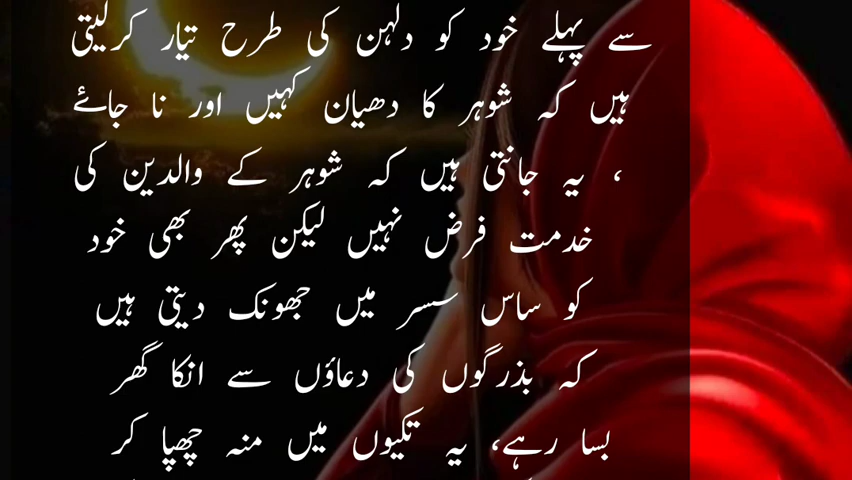 سے پہلے خود کو دلہن کی طرح تیار کرلیتی
ہیں کہ شوہر کا دھیان کہیں اور نا جائے
، یہ جانتی ہیں کہ شوہر کے والدین کی
خدمت فرض نہیں لیکن پھر بھی خود
کو ساس سسر میں جھونک دیتی ہیں
کہ بذرگوں کی دعاؤں سے انکا گھر
بسا رہے، یہ تکیوں میں منہ چھپا کر